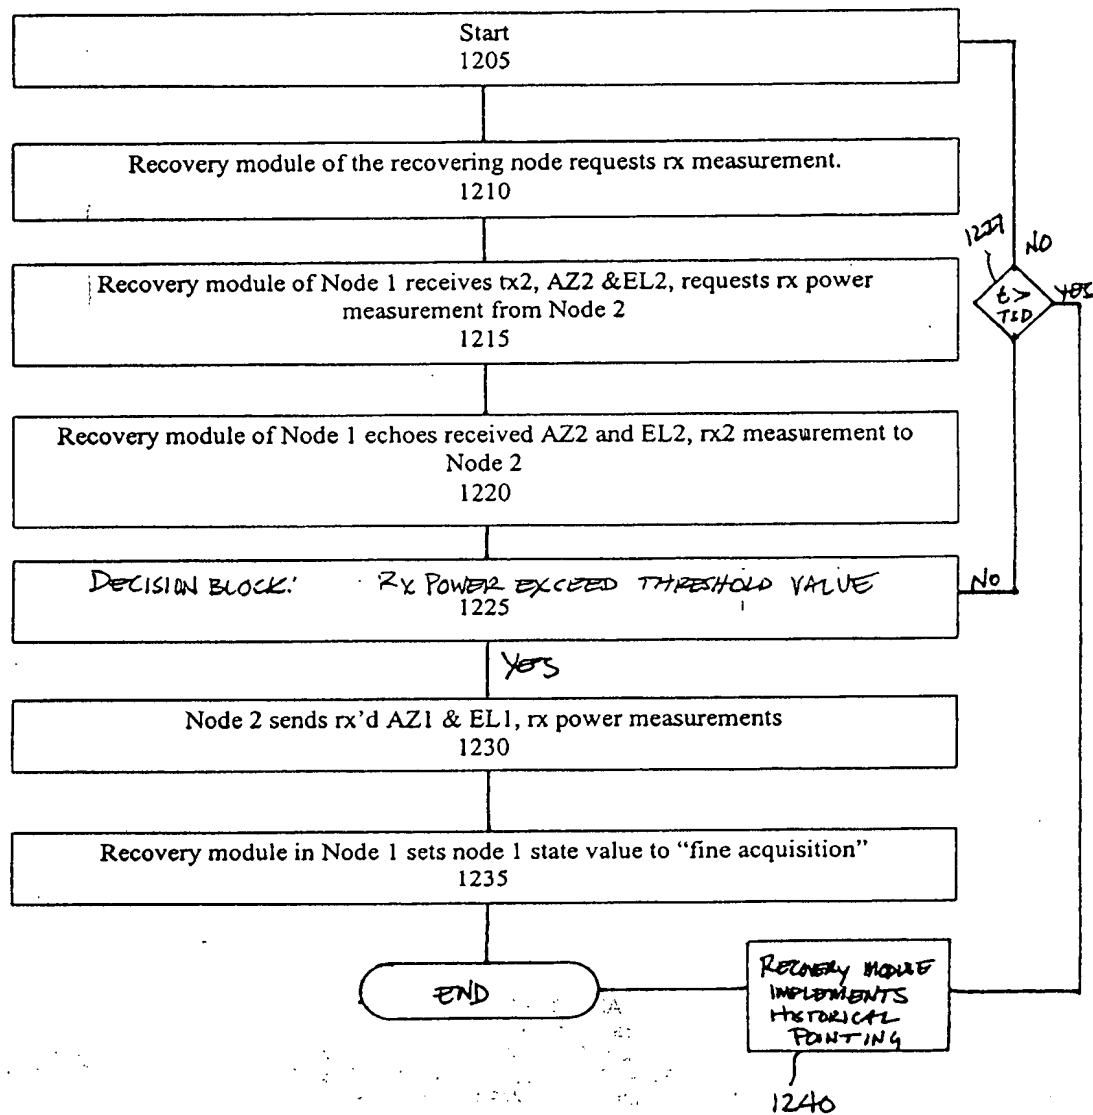 Start
1205
Recovery module of the recovering node requests rx measurement.
1210
1227
NO
Recovery module of Node 1 receives tx2, AZ2 &EL2, requests rx power
measurement from Node 2
1215
t >
YES
Recovery module of Node 1 echoes received AZ2 and EL2, rx2 measurement to
Node 2
1220
DECISION BLOCK: RX POWER EXCEED THRESHOLD VALUE
1225
NO
YES
Node 2 sends rx'd AZ1 & EL1, rx power measurements
1230
Recovery module in Node 1 sets node 1 state value to “fine acquisition”
1235
END
RECOVERY MODULE
IMPLEMENTS
HISTORICAL
POINTING
1240